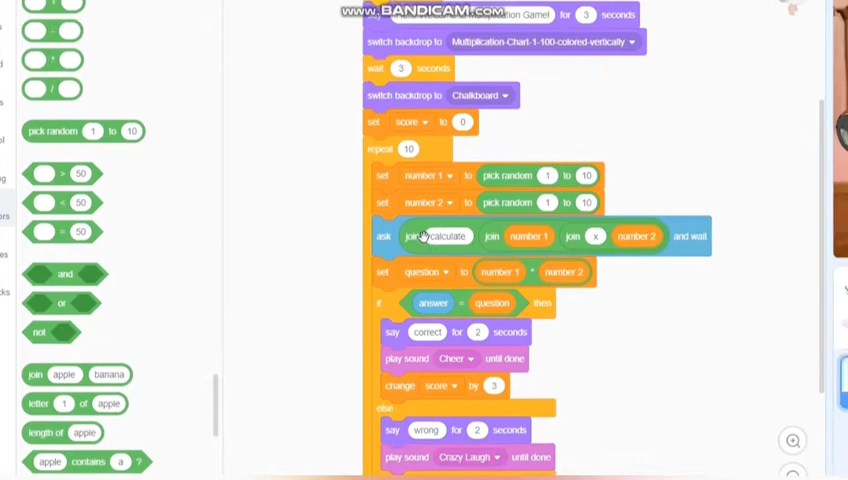 www.BANDICAM.com
Game! for 3 seconds
switch backdrop to Multiplication-Chart-1-100-colored-vertically
wait 3 seconds
switch backdrop to Chalkboard
set score to 0
repeat 10
pick random 1 to 10
set number 1 to pick random 1 to 10
> 50
set number 2 to pick random 1 to 10
< 50
= 50
ask join calculate join number 1 join x number 2 and wait
set question to number 1 * number 2
and
or
if answer = question then
not
say correct for 2 seconds
play sound Cheer until done
join apple banana
change score by 3
letter 1 of apple
else
length of apple
say wrong for 2 seconds
play sound Crazy Laugh until done
apple contains a ?